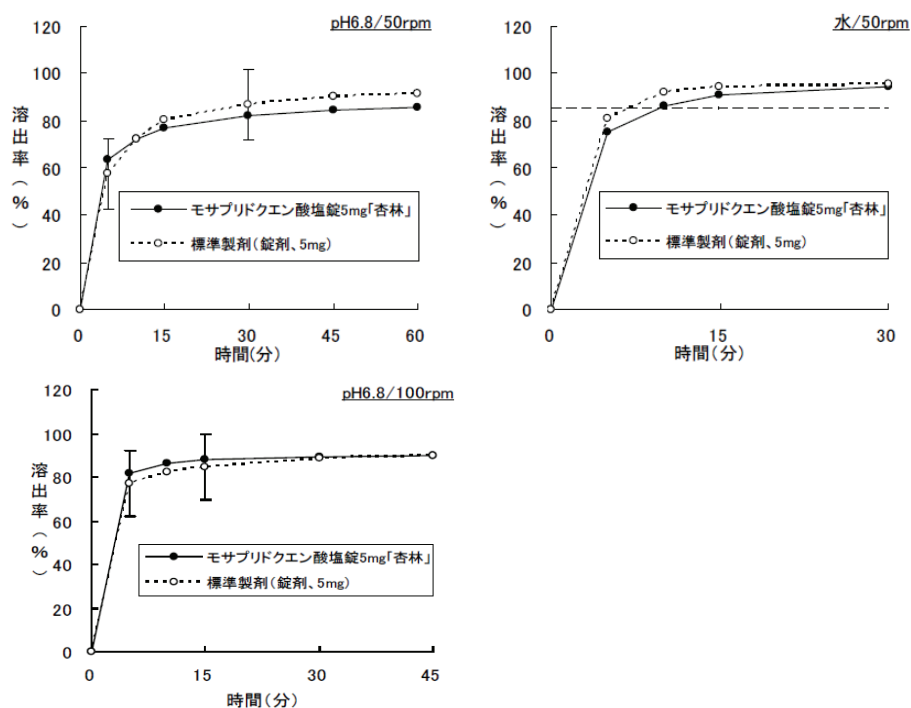 pH6.8/50rpm
120
100
80
60
40
20
0
溶出率(%)
モサプリドクエン酸塩錠5mg「杏林」
標準製剤(錠剤、5mg)
0 15 30 45 60
時間(分)
水/50rpm
120
100
80
60
40
20
0
溶出率(%)
モサプリドクエン酸塩錠5mg「杏林」
標準製剤(錠剤、5mg)
0 15 30
時間(分)
pH6.8/100rpm
120
100
80
60
40
20
0
溶出率(%)
モサプリドクエン酸塩錠5mg「杏林」
標準製剤(錠剤、5mg)
0 15 30 45
時間(分)